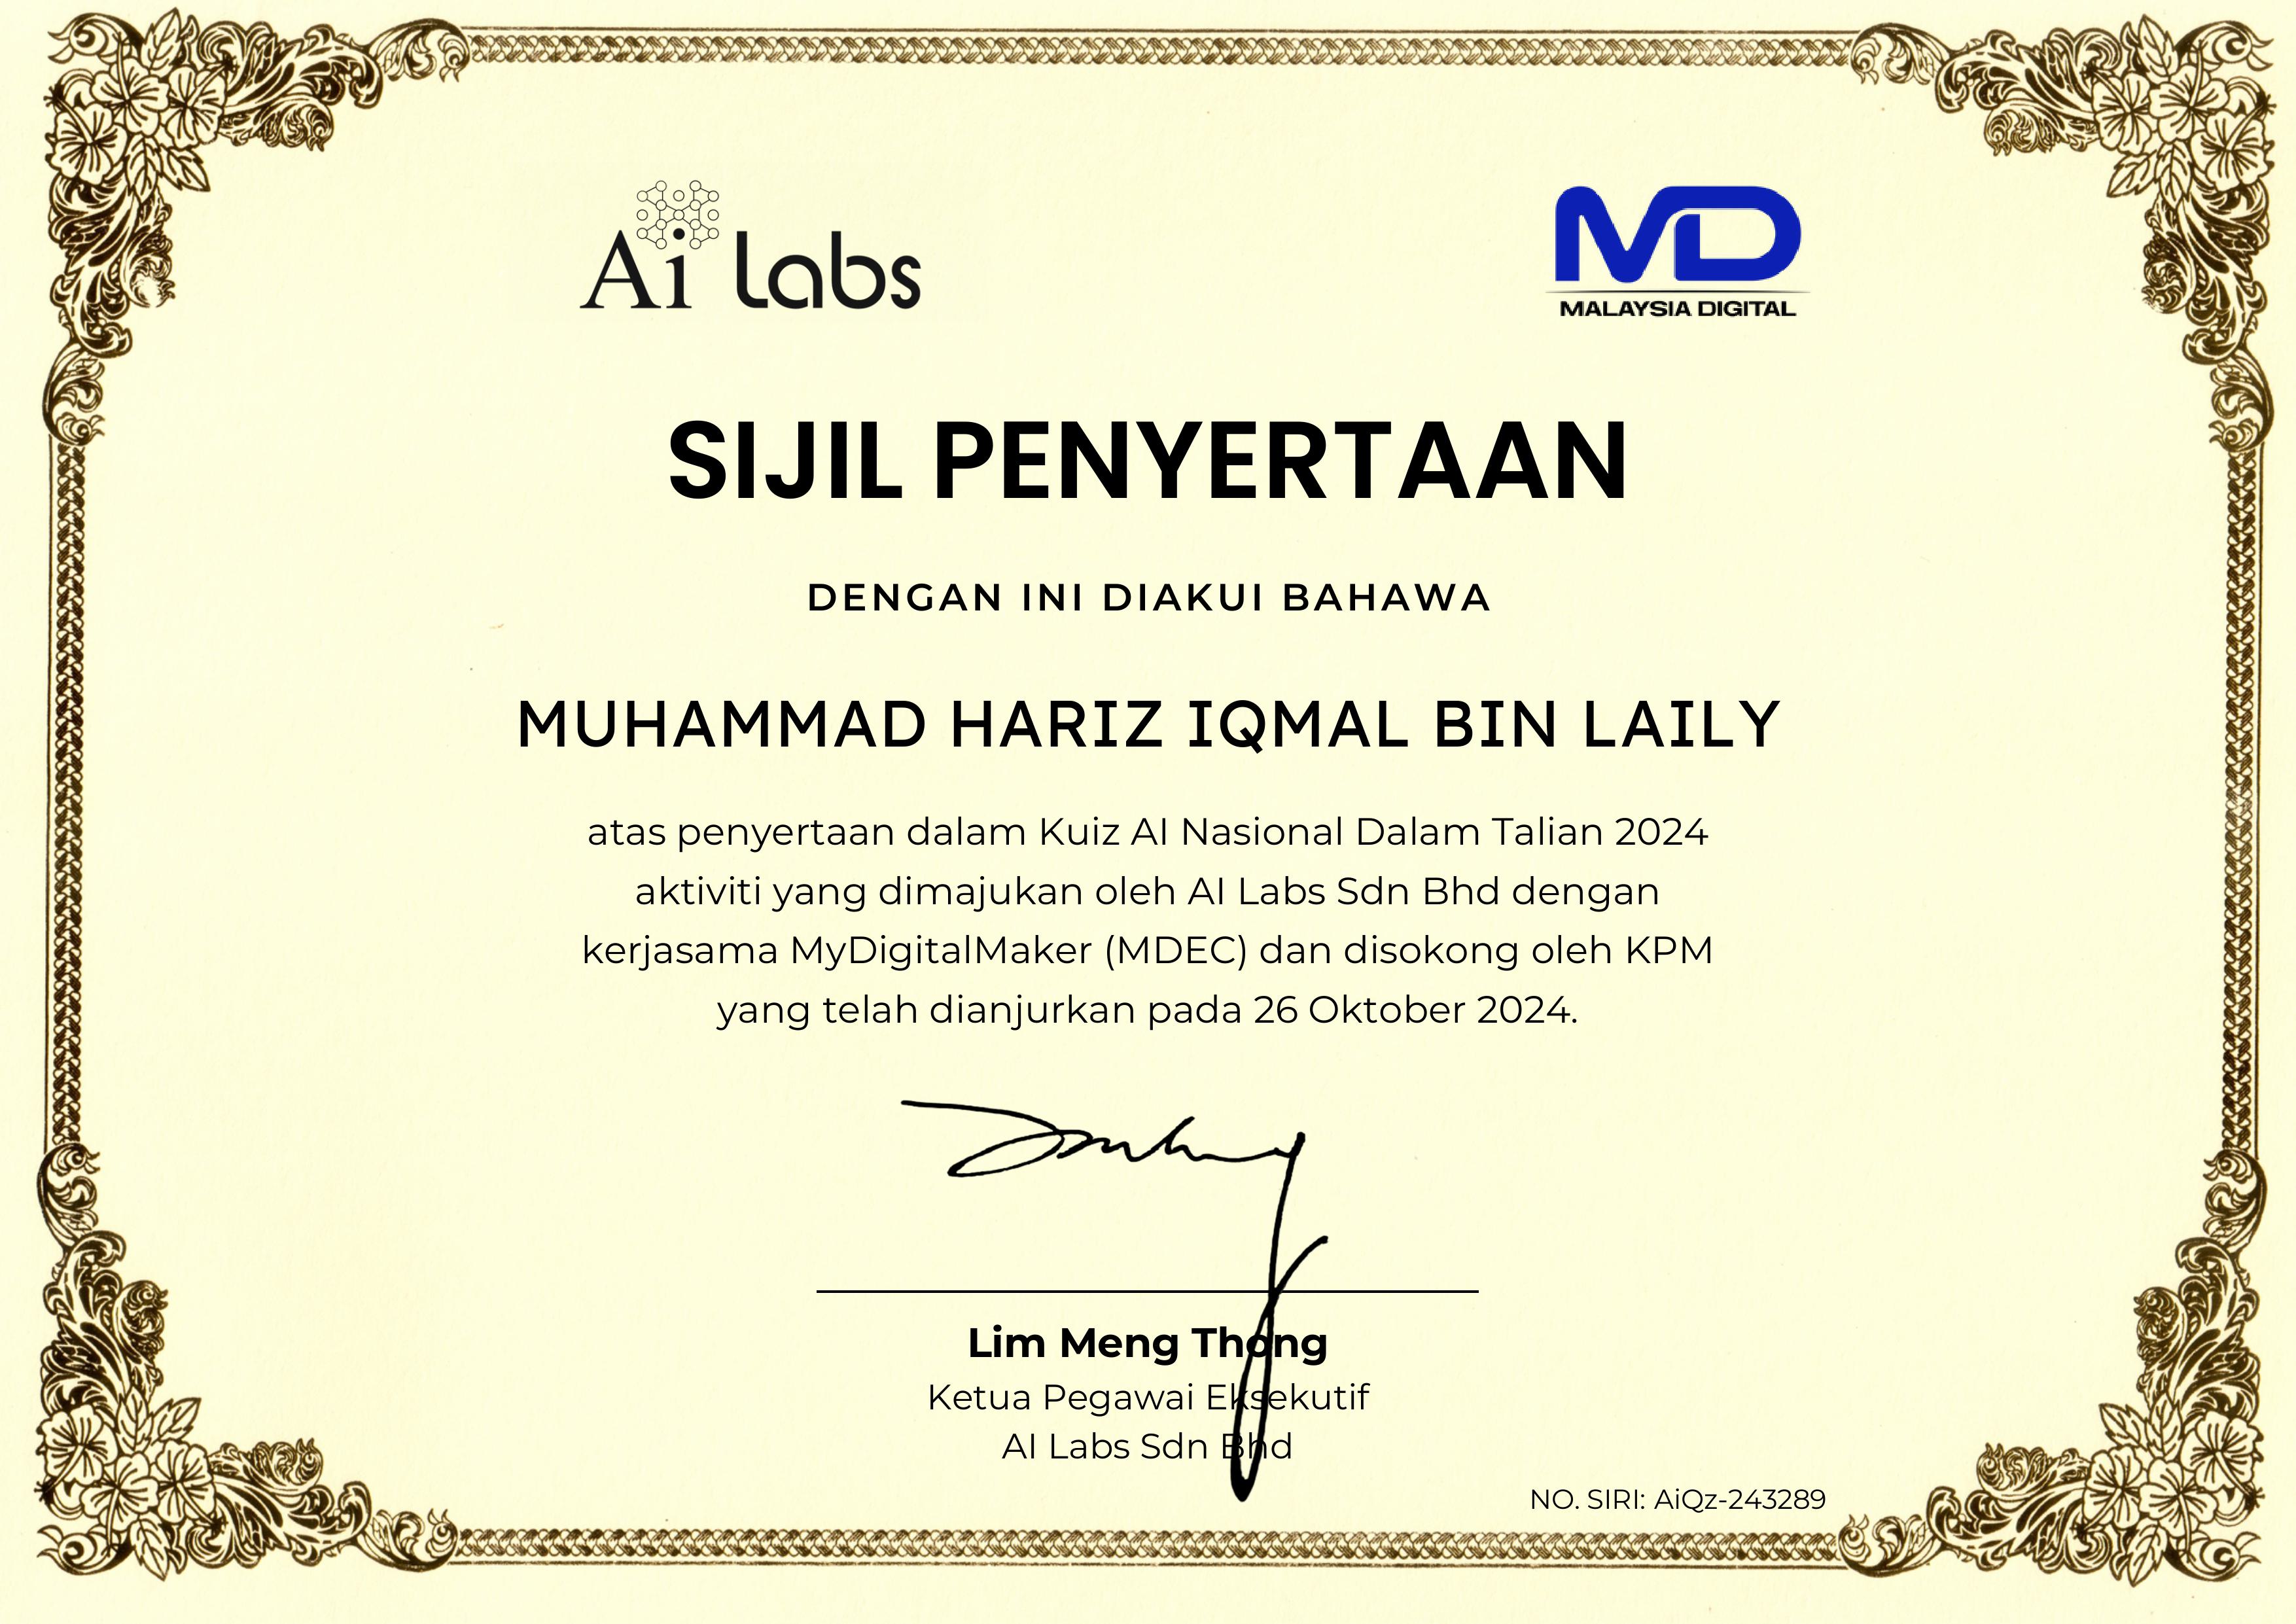 Ai Labs
MD
MALAYSIA DIGITAL
SIJIL PENYERTAAN
DENGAN INI DIAKUI BAHAWA
MUHAMMAD HARIZ IQMAL BIN LAILY
atas penyertaan dalam Kuiz AI Nasional Dalam Talian 2024
aktiviti yang dimajukan oleh AI Labs Sdn Bhd dengan
kerjasama MyDigitalMaker (MDEC) dan disokong oleh KPM
yang telah dianjurkan pada 26 Oktober 2024.
Lim Meng Thong
Ketua Pegawai Eksekutif
AI Labs Sdn Bhd
NO. SIRI: AiQz-243289